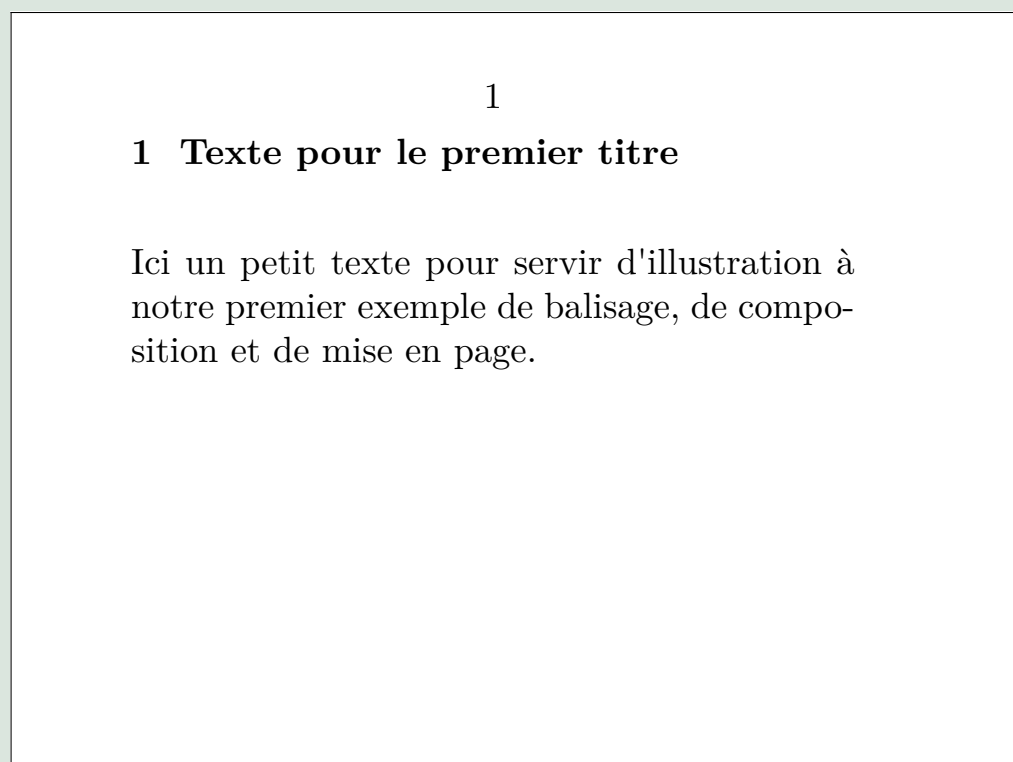 1
1 Texte pour le premier titre
Ici un petit texte pour servir d'illustration à
notre premier exemple de balisage, de compo-
sition et de mise en page.